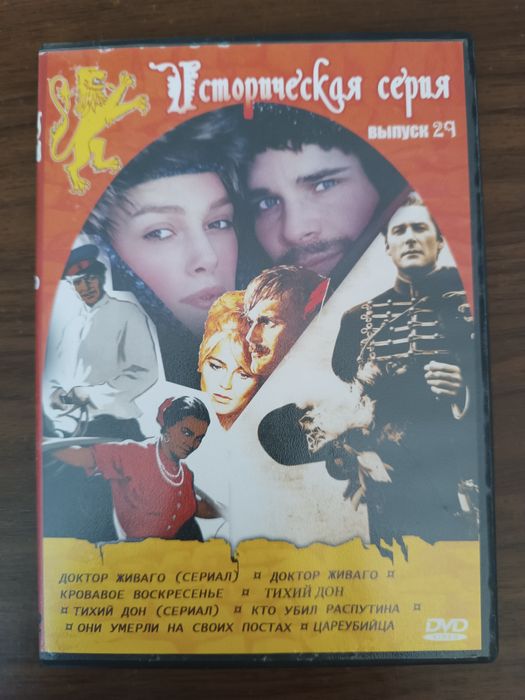 Историческая серия
выпуск 29
ДОКТОР ЖИВАГО (СЕРИАЛ) ¤ ДОКТОР ЖИВАГО ¤
КРОВАВОЕ ВОСКРЕСЕНЬЕ ¤ ТИХИЙ ДОН
¤ ТИХИЙ ДОН (СЕРИАЛ) ¤ КТО УБИЛ РАСПУТИНА ¤
¤ ОНИ УМЕРЛИ НА СВОИХ ПОСТАХ ¤ ЦАРЕУБИЙЦА
DVD